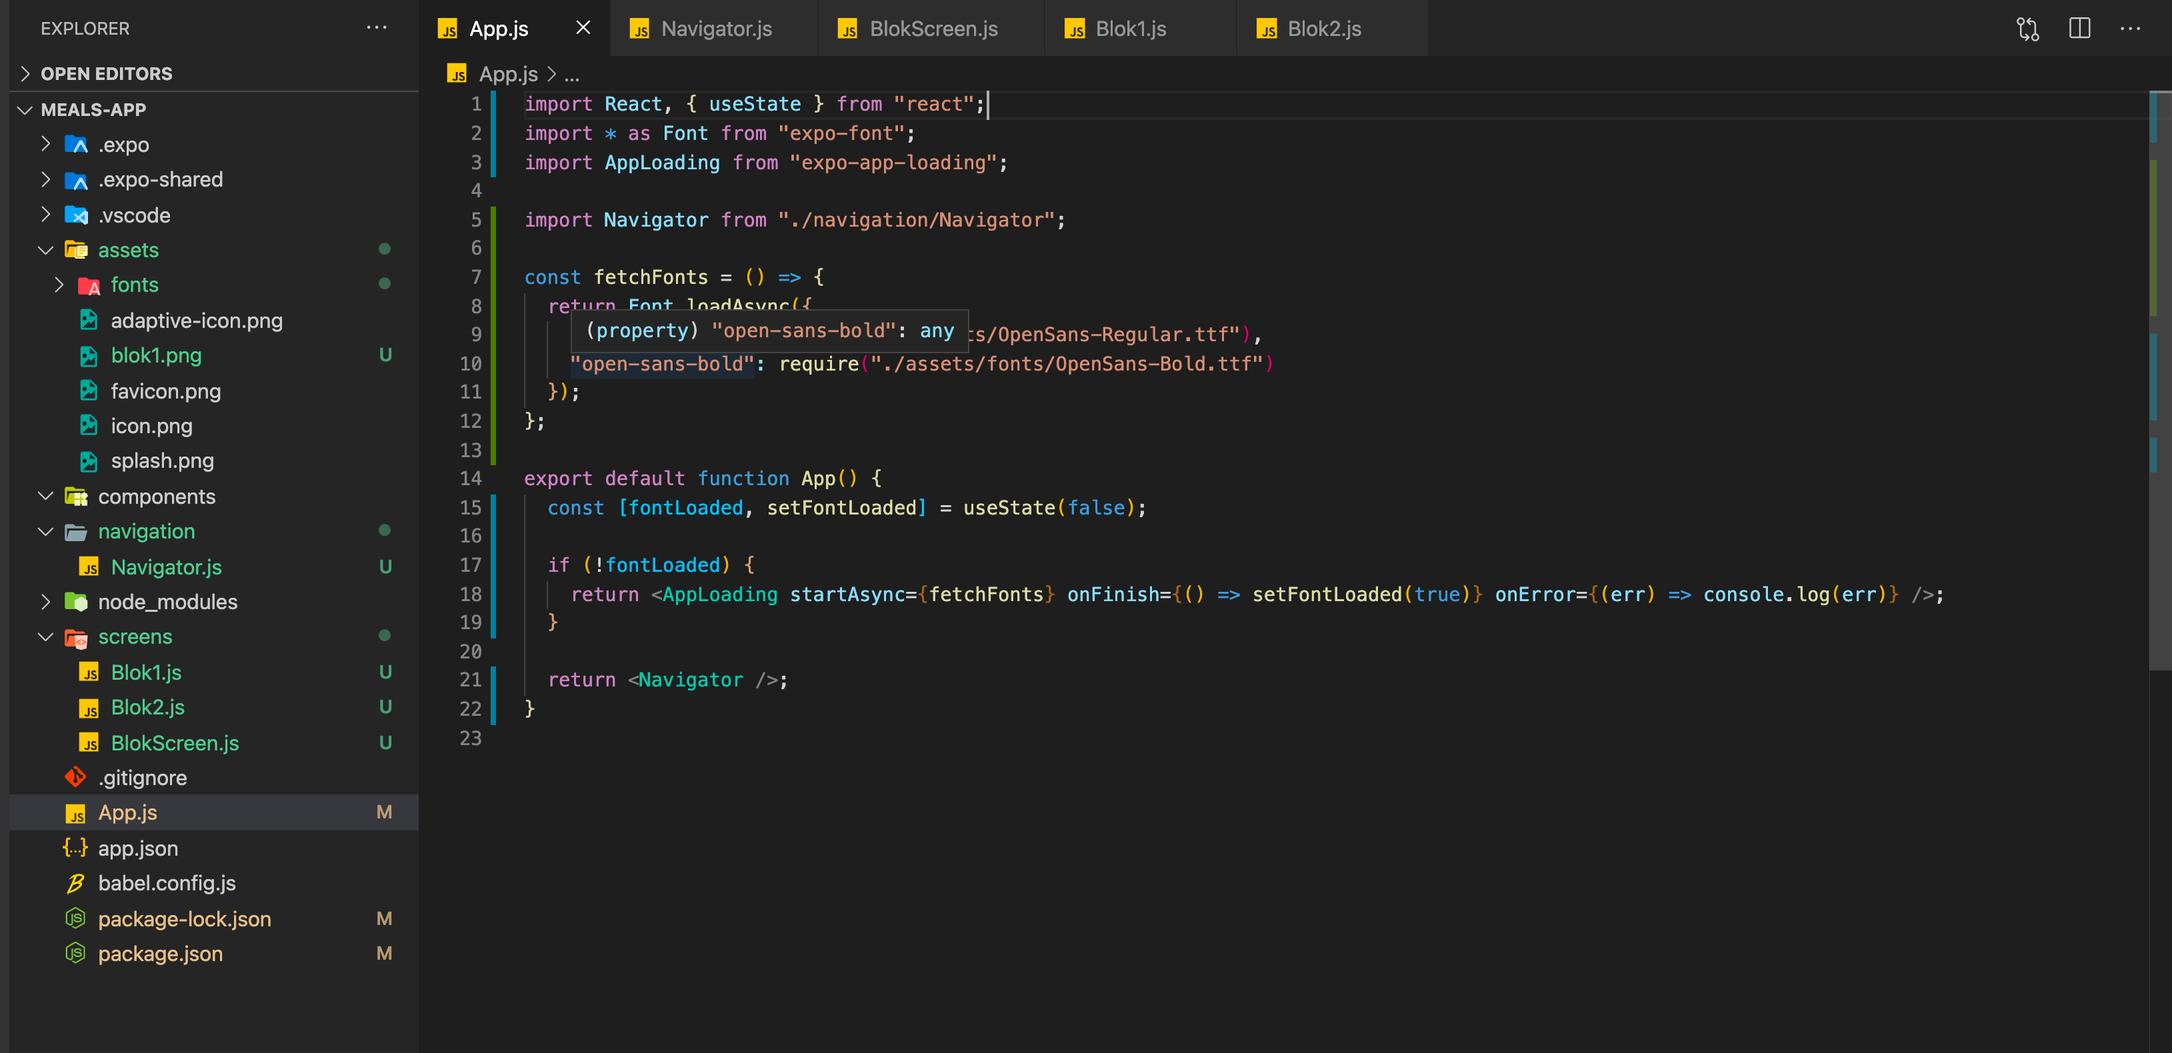 EXPLORER
OPEN EDITORS
MEALS-APP
.expo
.expo-shared
.vscode
assets
fonts
adaptive-icon.png
blok1.png U
favicon.png
icon.png
splash.png
components
navigation
Navigator.js U
node_modules
screens
Blok1.js U
Blok2.js U
BlokScreen.js U
.gitignore
App.js M
app.json
babel.config.js
package-lock.json M
package.json M
JS App.js JS Navigator.js JS BlokScreen.js JS Blok1.js JS Blok2.js
JS App.js > ...
1 import React, { useState } from "react";
2 import * as Font from "expo-font";
3 import AppLoading from "expo-app-loading";
4
5 import Navigator from "./navigation/Navigator";
6
7 const fetchFonts = () => {
8 return Font.loadAsync({
(property) "open-sans-bold": any
9 ts/OpenSans-Regular.ttf"),
10 "open-sans-bold": require("./assets/fonts/OpenSans-Bold.ttf")
11 });
12 };
13
14 export default function App() {
15 const [fontLoaded, setFontLoaded] = useState(false);
16
17 if (!fontLoaded) {
18 return <AppLoading startAsync={fetchFonts} onFinish={() => setFontLoaded(true)} onError={(err) => console.log(err)} />;
19 }
20
21 return <Navigator />;
22 }
23